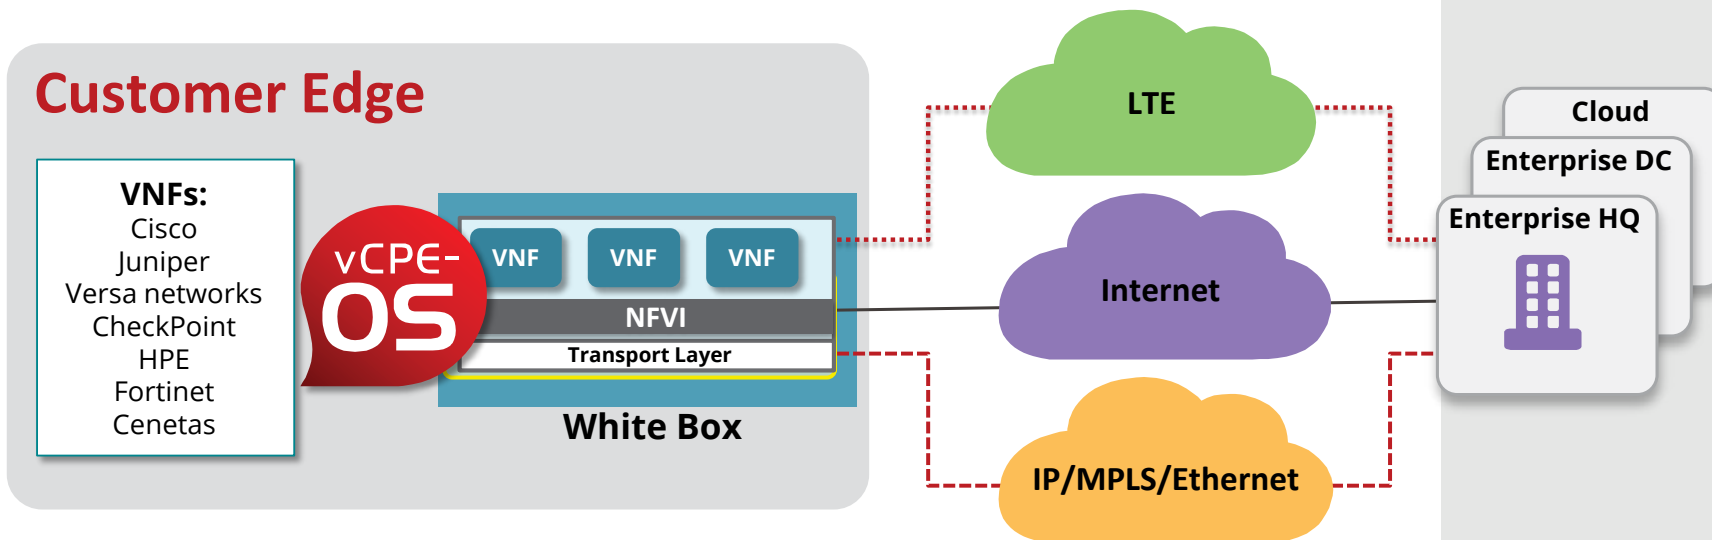 Customer Edge
VNFs:
Cisco
Juniper
Versa networks
CheckPoint
HPE
Fortinet
Cenetas
vCPE-
OS
VNF VNF VNF
NFVI
Transport Layer
White Box
LTE
Internet
IP/MPLS/Ethernet
Cloud
Enterprise DC
Enterprise HQ